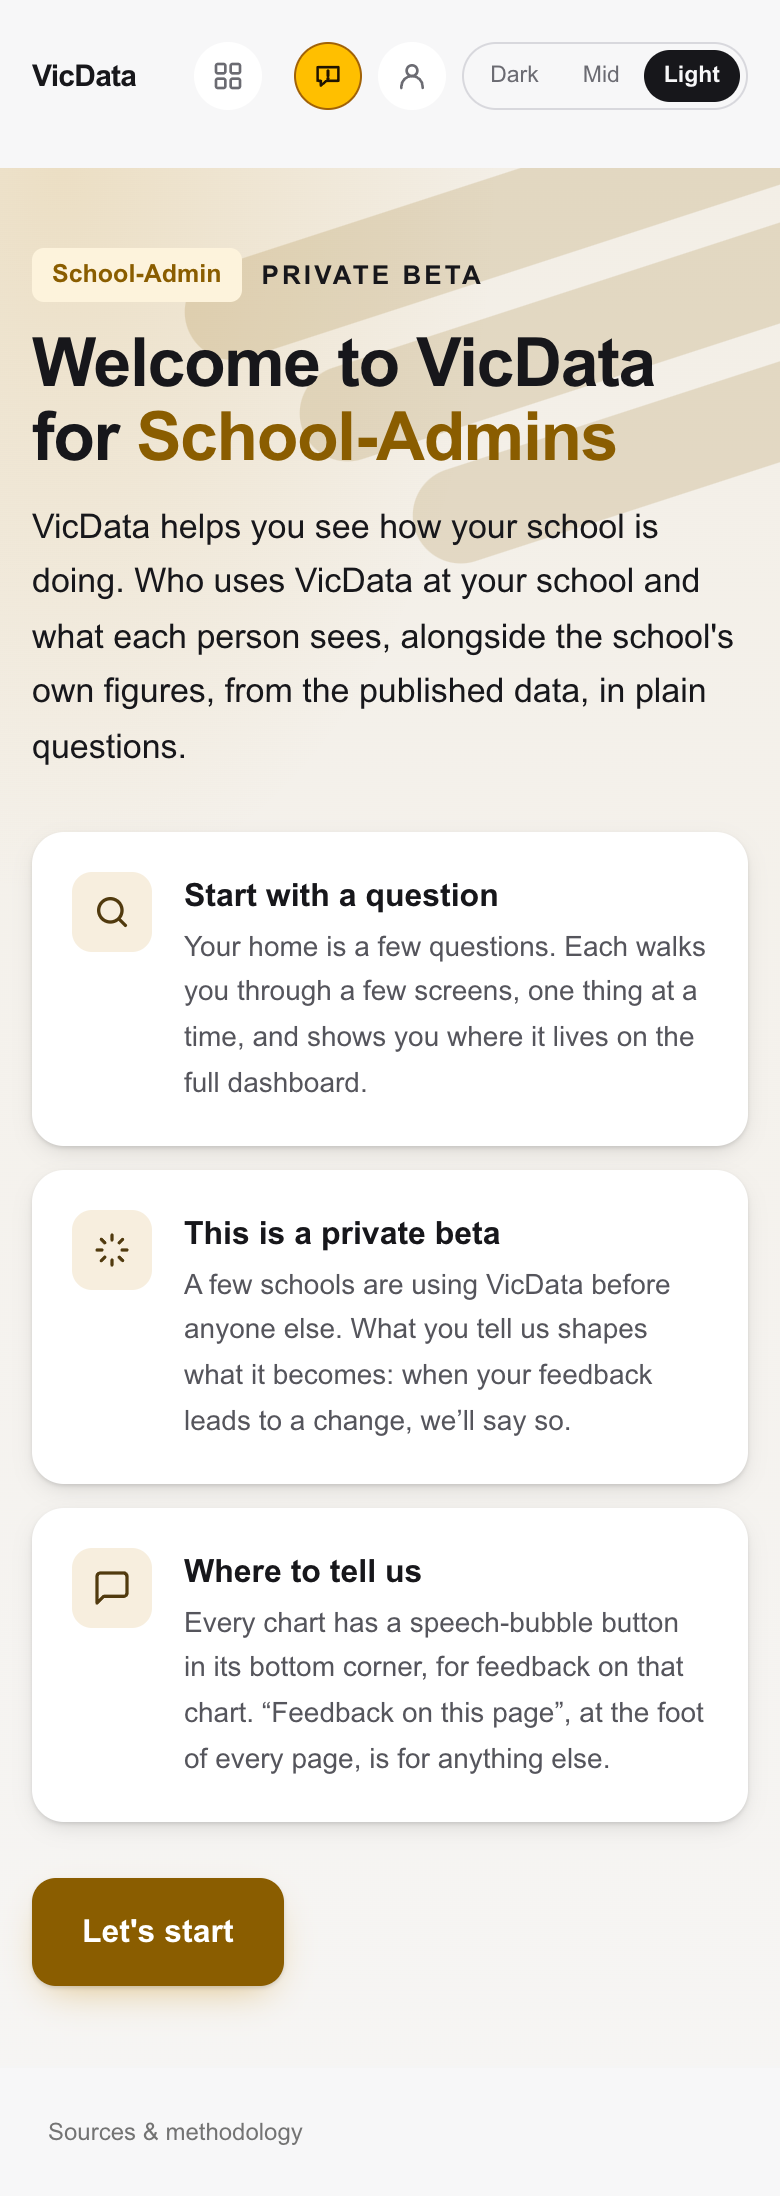 VicData
Dark Mid Light
School-Admin PRIVATE BETA
Welcome to VicData
for School-Admins
VicData helps you see how your school is
doing. Who uses VicData at your school and
what each person sees, alongside the school's
own figures, from the published data, in plain
questions.
Start with a question
Your home is a few questions. Each walks
you through a few screens, one thing at a
time, and shows you where it lives on the
full dashboard.
This is a private beta
A few schools are using VicData before
anyone else. What you tell us shapes
what it becomes: when your feedback
leads to a change, we’ll say so.
Where to tell us
Every chart has a speech-bubble button
in its bottom corner, for feedback on that
chart. “Feedback on this page”, at the foot
of every page, is for anything else.
Let's start
Sources & methodology